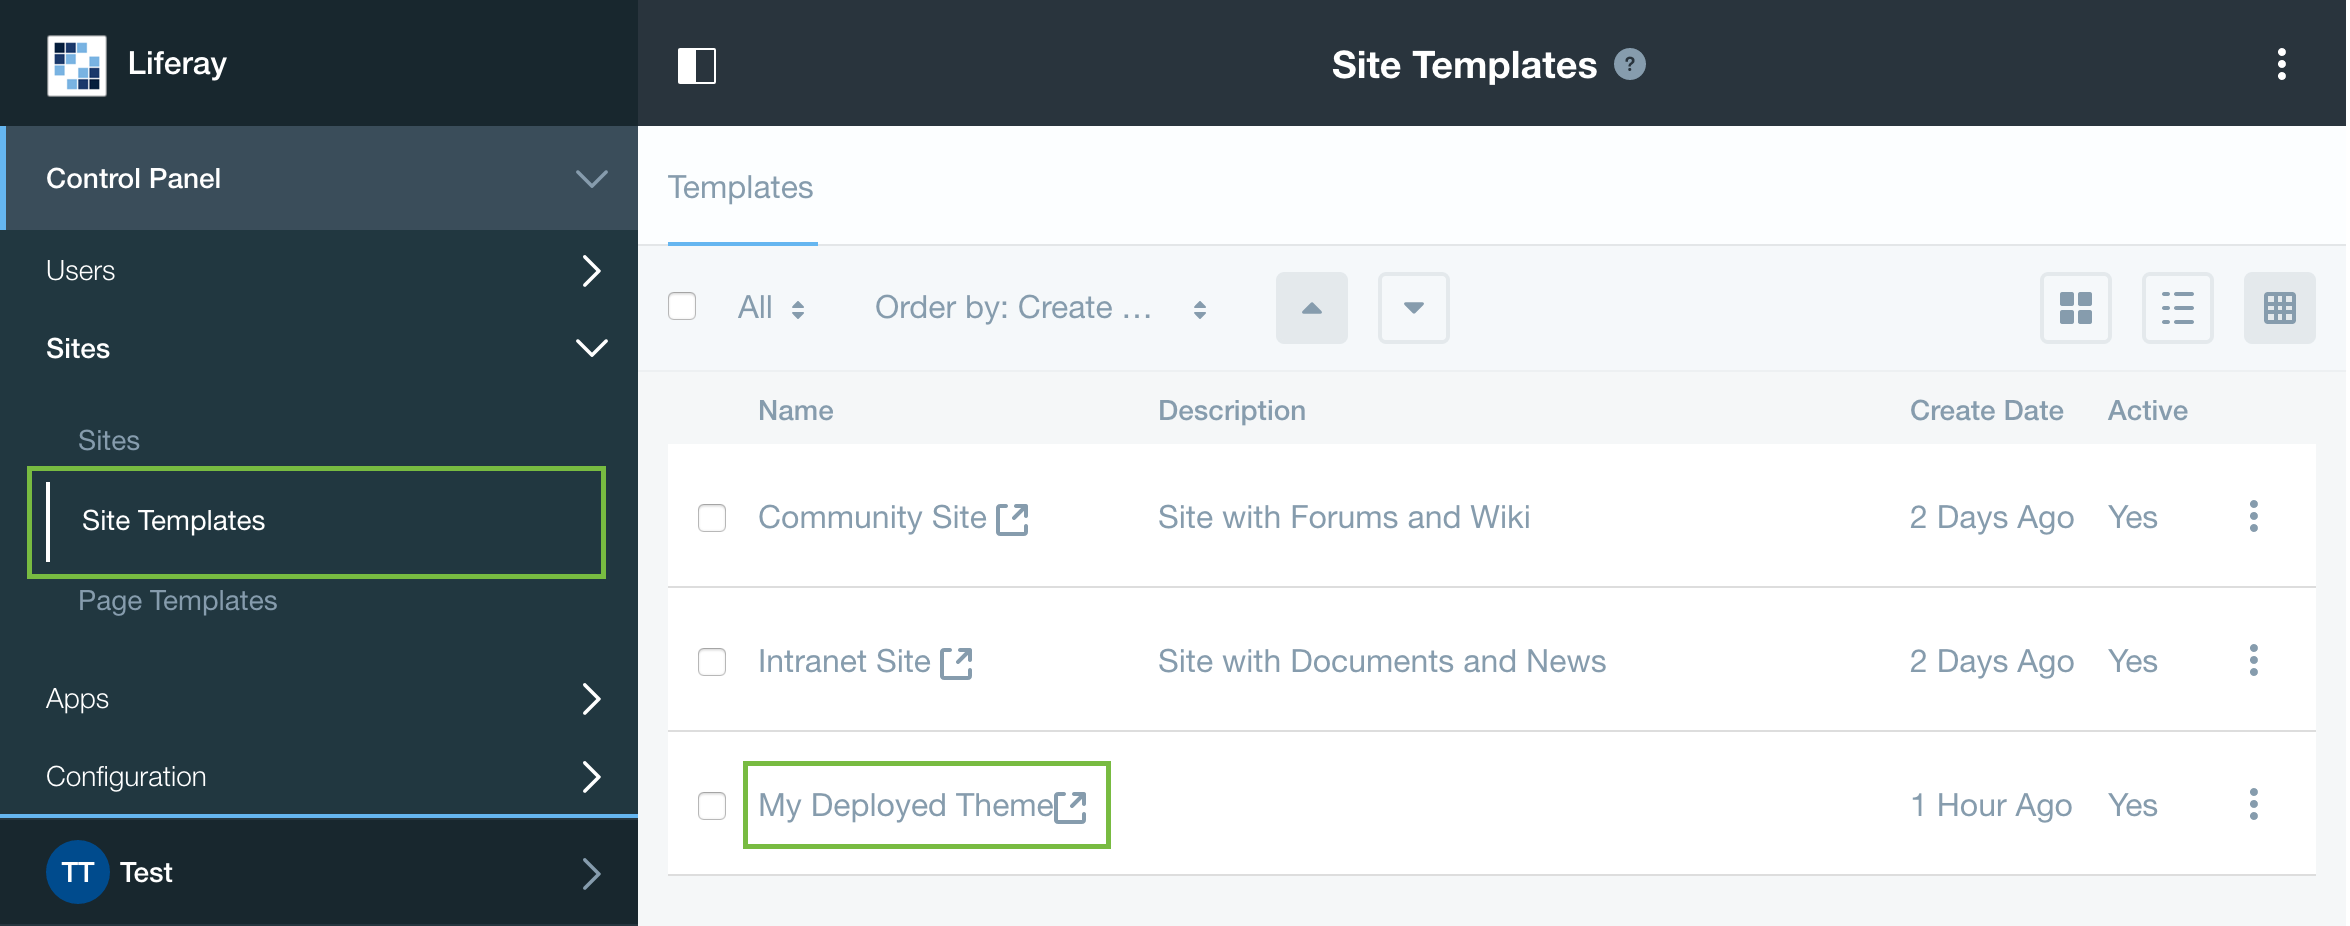 Liferay
Site Templates ?
Control Panel
Users
Sites
Sites
Site Templates
Page Templates
Apps
Configuration
TT Test
Templates
All Order by: Create ...
Name Description Create Date Active
Community Site Site with Forums and Wiki 2 Days Ago Yes
Intranet Site Site with Documents and News 2 Days Ago Yes
My Deployed Theme 1 Hour Ago Yes